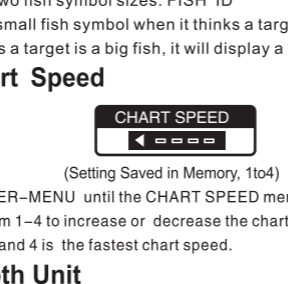 two fish symbol sizes. FISH ID
small fish symbol when it thinks a targ
s a target is a big fish, it will display a
rt Speed
CHART SPEED
(Setting Saved in Memory, 1to4)
ER–MENU until the CHART SPEED men
m 1–4 to increase or decrease the chart
and 4 is the fastest chart speed.
th Unit